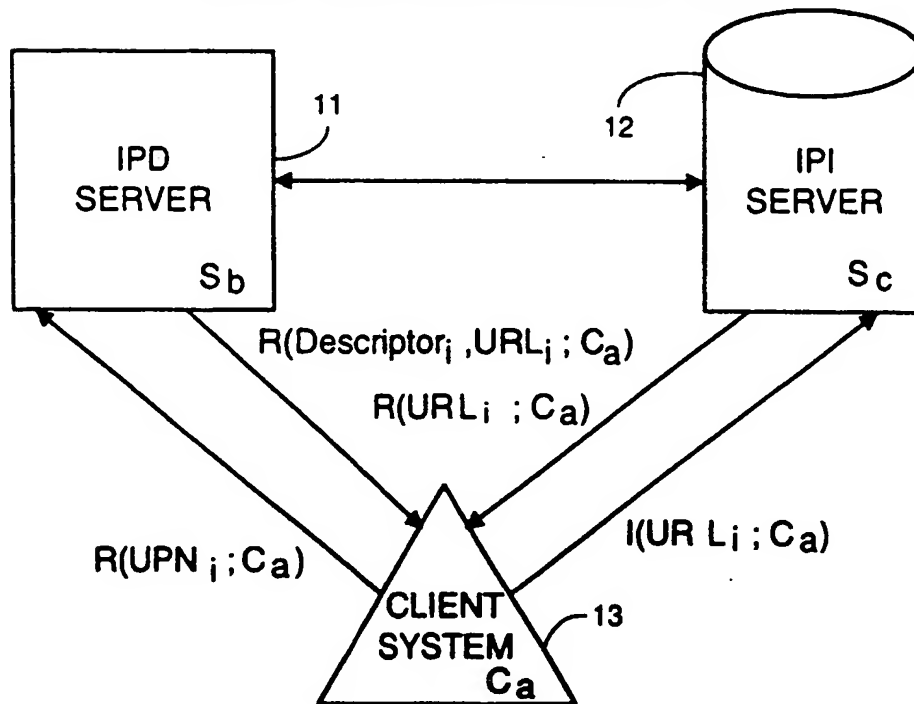 IPD
SERVER
Sb
11
12
IPI
SERVER
Sc
R(Descriptori ,URLi ; Ca)
R(URLi ; Ca)
R(UPN i ; Ca)
I(UR Li ; Ca)
CLIENT
SYSTEM
Ca
13